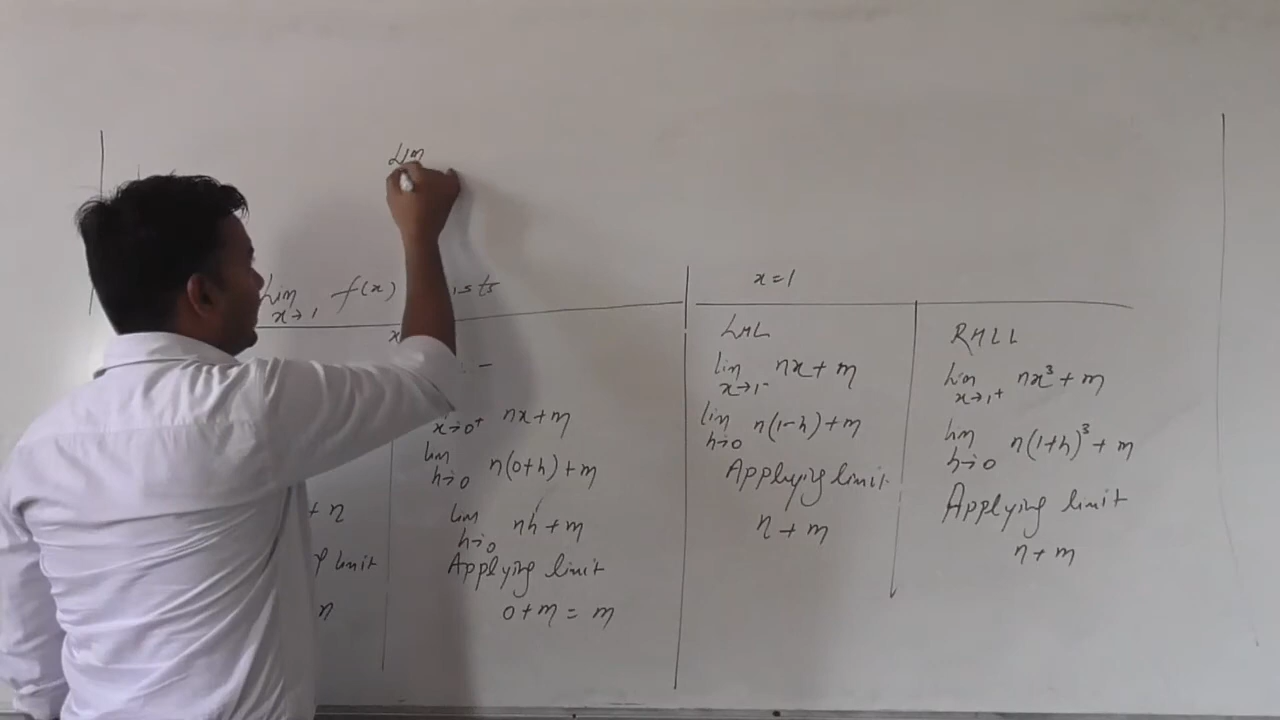 Lim
Lim x→1 f(x)
x=1
LHL
lim x→1⁻ nx+m
lim h→0 n(1-h)+m
Applying limit
n+m
RHLL
lim x→1⁺ nx³+m
lim h→0 n(1+h)³+m
Applying limit
n+m
x→0⁺ nx+m
lim h→0 n(0+h)+m
lim h→0 nh+m
Applying limit
0+m = m
+ n
limit
n